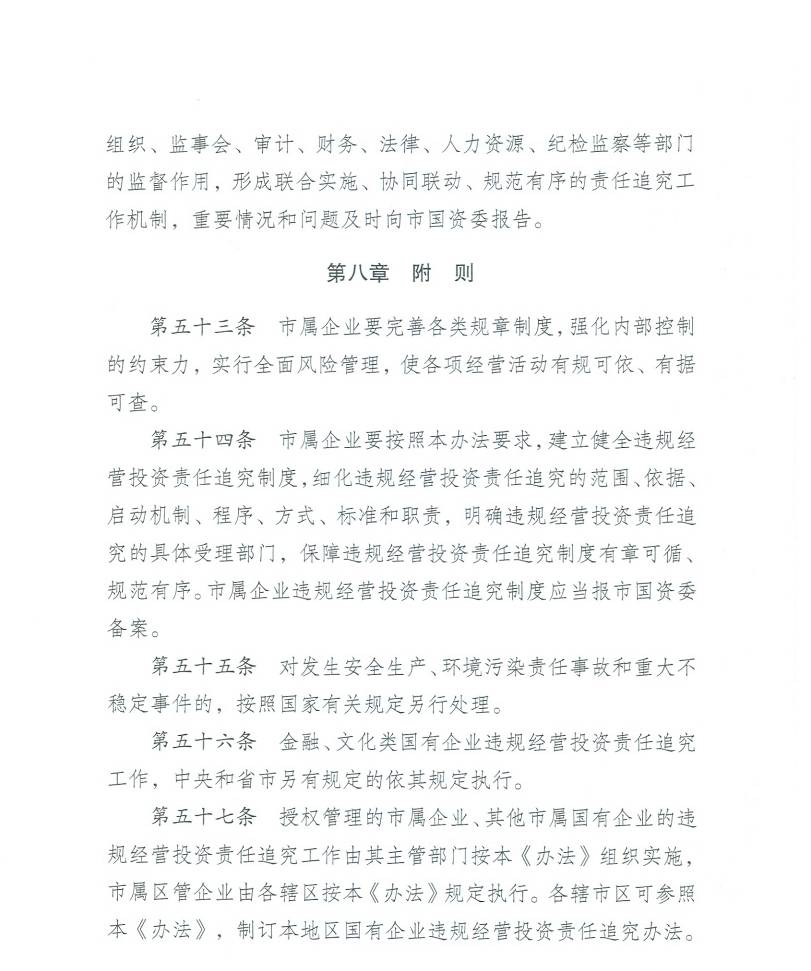 组织、监事会、审计、财务、法律、人力资源、纪检监察等部门
的监督作用，形成联合实施、协同联动、规范有序的责任追究工
作机制，重要情况和问题及时向市国资委报告。
第八章 附 则
第五十三条 市属企业要完善各类规章制度，强化内部控制
的约束力，实行全面风险管理，使各项经营活动有规可依、有据
可查。
第五十四条 市属企业要按照本办法要求，建立健全违规经
营投资责任追究制度，细化违规经营投资责任追究的范围、依据、
启动机制、程序、方式、标准和职责，明确违规经营投资责任追
究的具体受理部门，保障违规经营投资责任追究制度有章可循、
规范有序。市属企业违规经营投资责任追究制度应当报市国资委
备案。
第五十五条 对发生安全生产、环境污染责任事故和重大不
稳定事件的，按照国家有关规定另行处理。
第五十六条 金融、文化类国有企业违规经营投资责任追究
工作，中央和省市另有规定的依其规定执行。
第五十七条 授权管理的市属企业、其他市属国有企业的违
规经营投资责任追究工作由其主管部门按本《办法》组织实施，
市属区管企业由各辖区按本《办法》规定执行。各辖市区可参照
本《办法》，制订本地区国有企业违规经营投资责任追究办法。